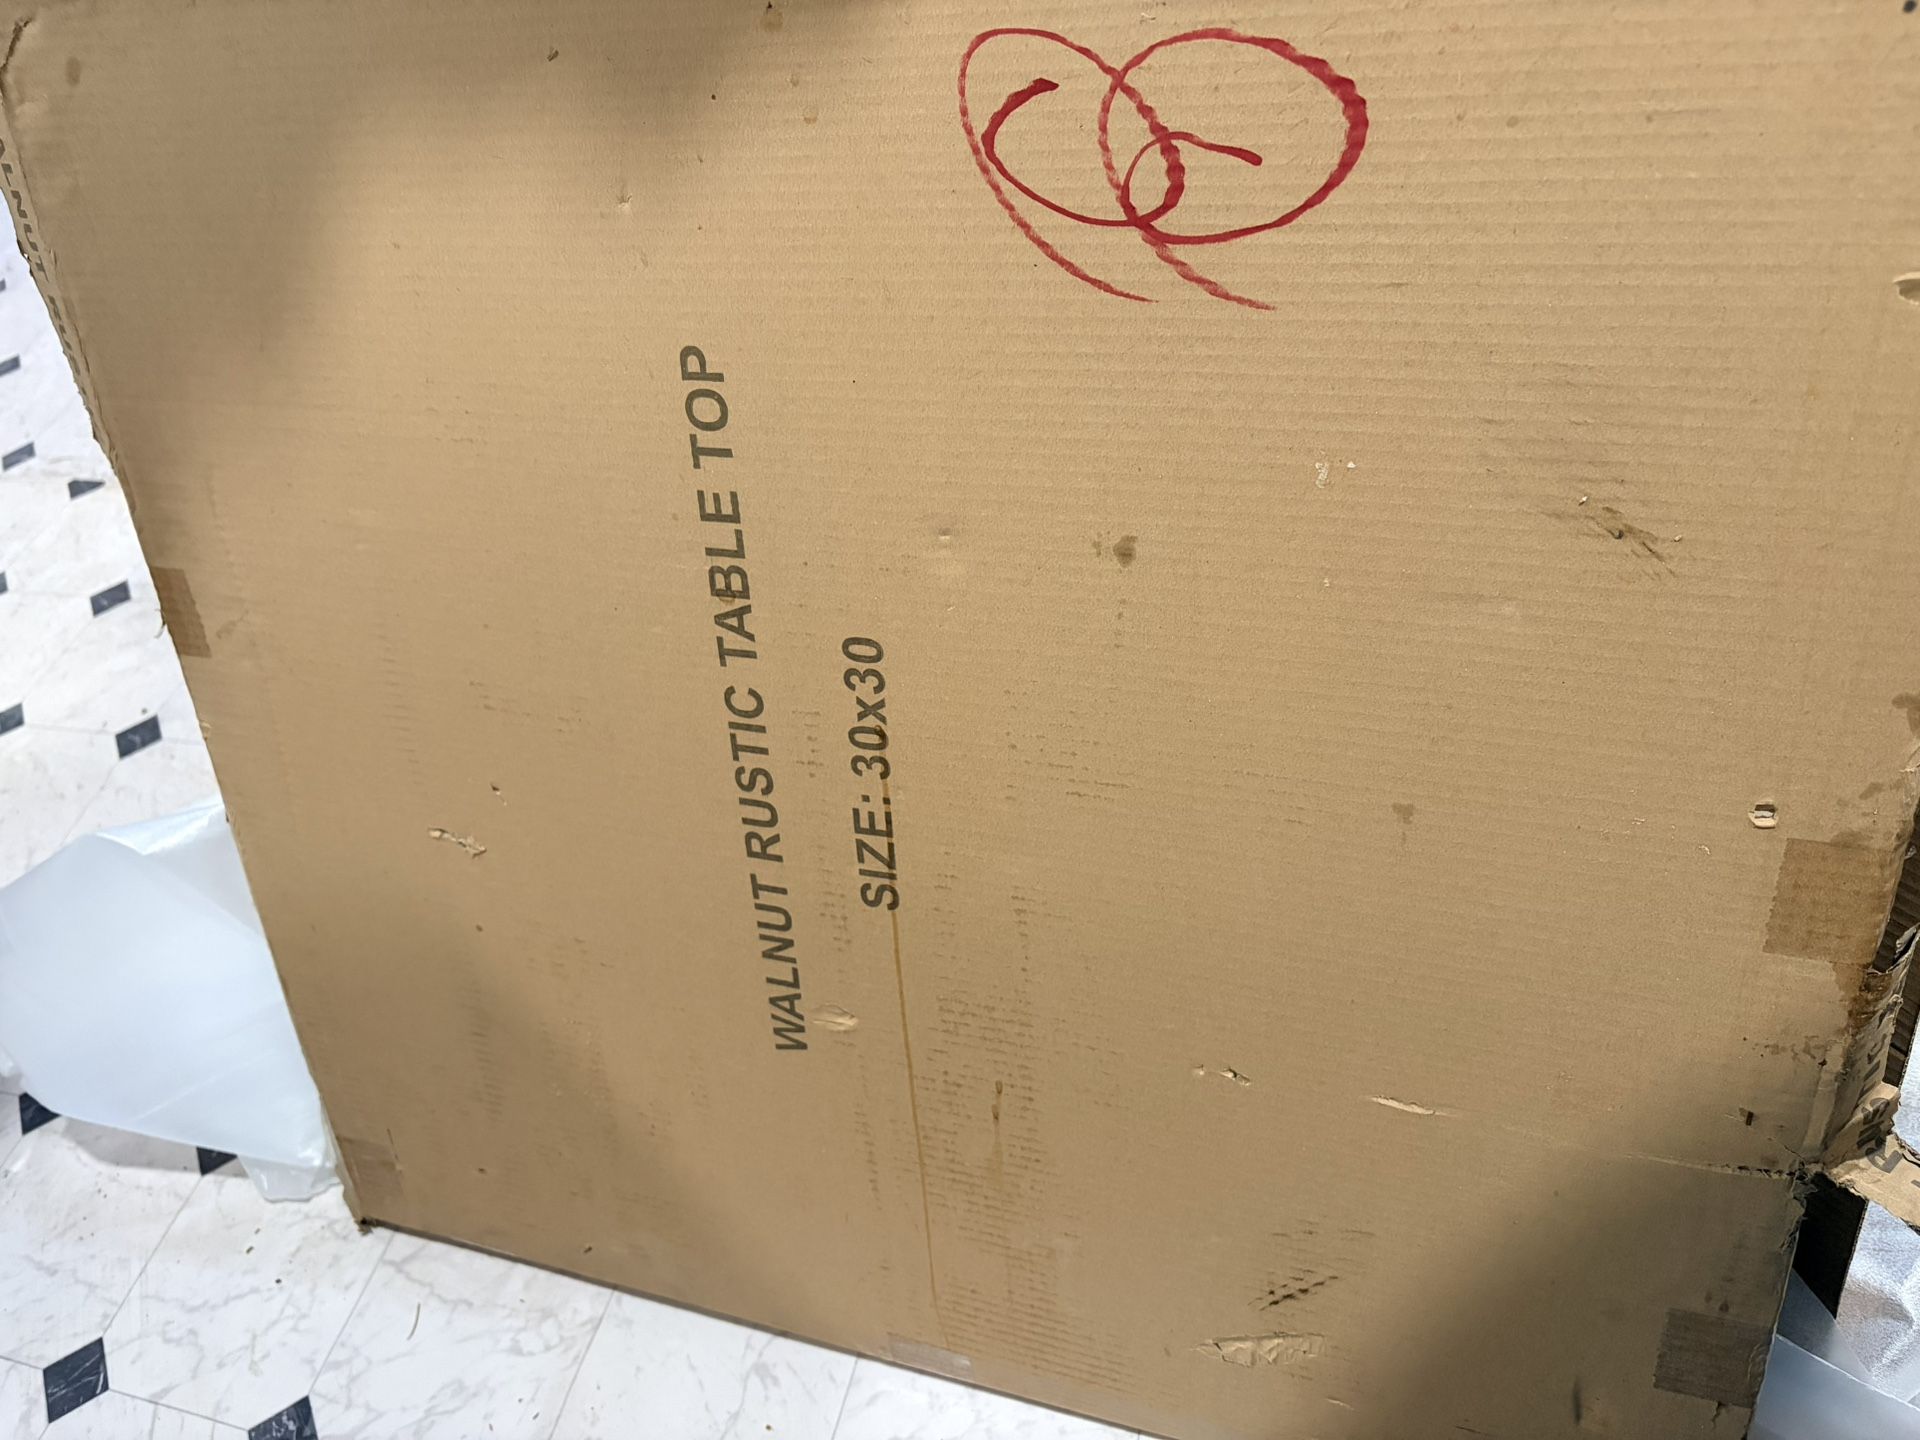 WALNUT RUSTIC TABLE TOP
SIZE: 30x30